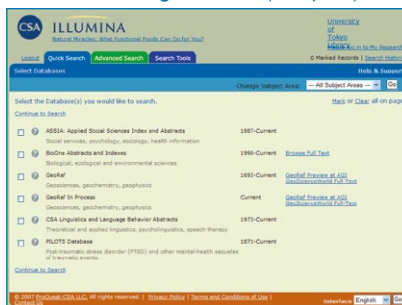 CSA
ILLUMINA
Natural Miracles: What Functional Foods Can Do for You?
University
of
Tokyo
Library
in to My Research
Logout
Quick Search
Advanced Search
Search Tools
0 Marked Records | Search History
Select Databases
Help & Support
Change Subject Area:
--- All Subject Areas ---
Go
Select the Database(s) you would like to search.
Mark or Clear all on page
Continue to Search
ASSIA: Applied Social Sciences Index and Abstracts
1987-Current
Social services, psychology, sociology, health information
BioOne Abstracts and Indexes
1998-Current
Browse Full Text
Biological, ecological and environmental sciences
GeoRef
1693-Current
GeoRef Preview at AGI
GeoScienceWorld Full-Text
Geosciences, geochemistry, geophysics
GeoRef In Process
Current
GeoRef Preview at AGI
GeoScienceWorld Full-Text
Geosciences, geochemistry, geophysics
CSA Linguistics and Language Behavior Abstracts
1973-Current
Theoretical and applied linguistics, psycholinguistics, speech therapy
PILOTS Database
1871-Current
Post-traumatic stress disorder (PTSD) and other mental-health sequelae
of traumatic events.
Continue to Search
© 2007 ProQuest-CSA LLC. All rights reserved. | Privacy Policy | Terms and Conditions of Use |
Contact Us
Interface
English
Go